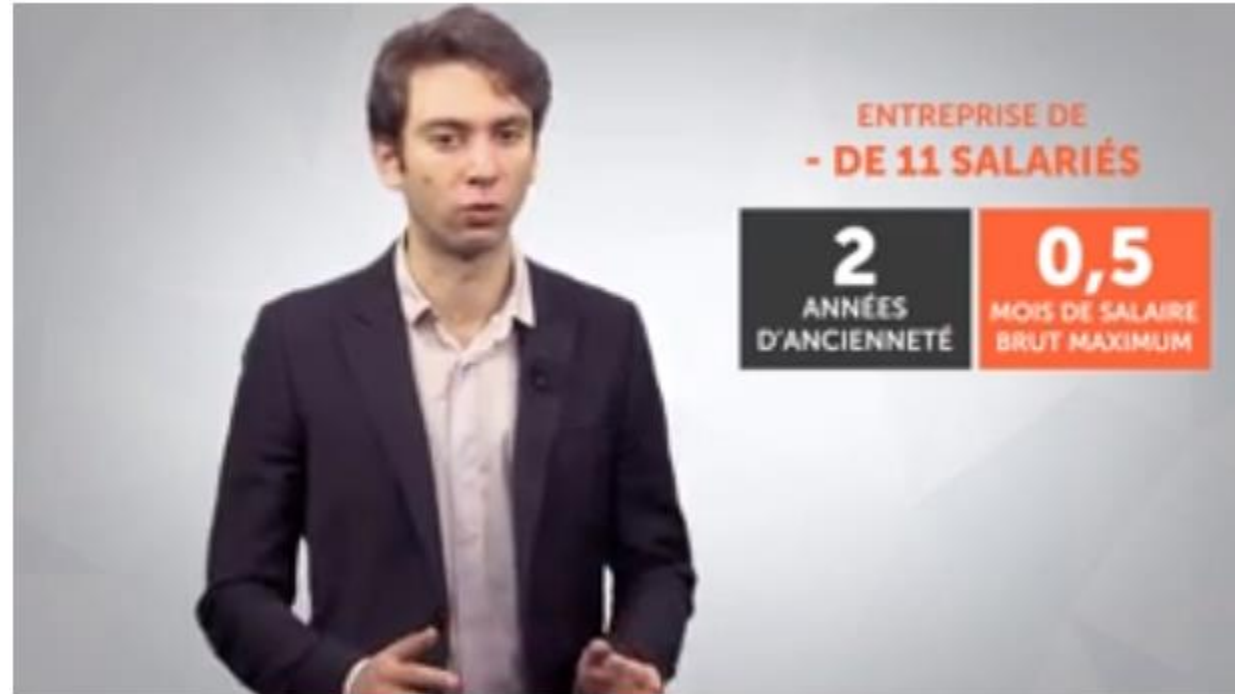 ENTREPRISE DE
- DE 11 SALARIÉS
2
ANNÉES
D'ANCIENNETÉ
0,5
MOIS DE SALAIRE
BRUT MAXIMUM